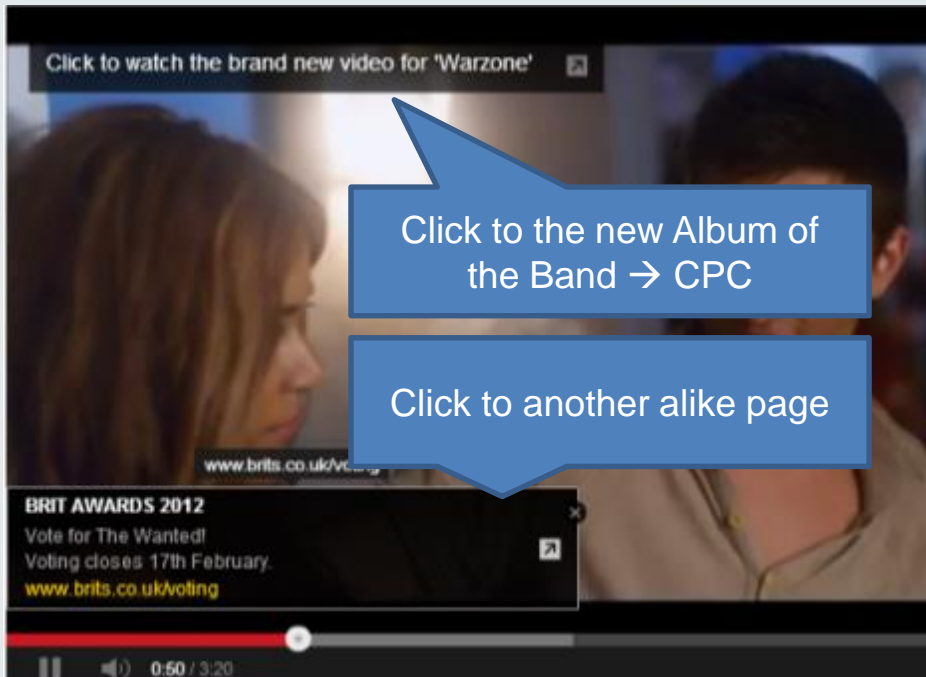 Click to watch the brand new video for 'Warzone'
Click to the new Album of
the Band → CPC
Click to another alike page
www.brits.co.uk/voting
BRIT AWARDS 2012
Vote for The Wanted!
Voting closes 17th February.
www.brits.co.uk/voting
0:50 / 3:20